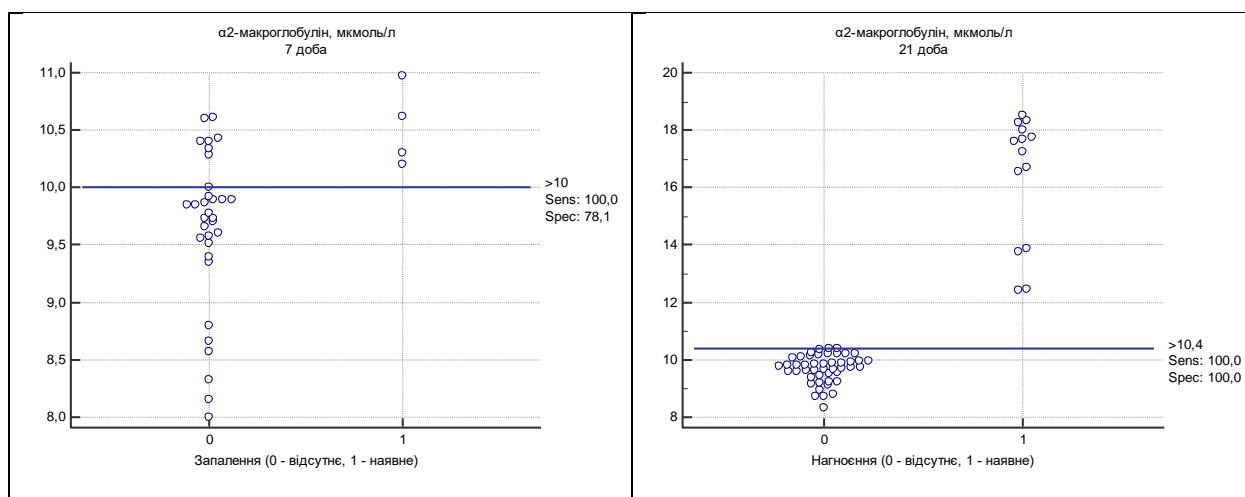 α2-макроглобулін, мкмоль/л
7 доба
11,0
10,5
10,0
9,5
9,0
8,5
8,0
>10
Sens: 100,0
Spec: 78,1
0
1
Запалення (0 - відсутнє, 1 - наявне)
α2-макроглобулін, мкмоль/л
21 доба
20
18
16
14
12
10
8
>10,4
Sens: 100,0
Spec: 100,0
0
1
Нагноєння (0 - відсутнє, 1 - наявне)